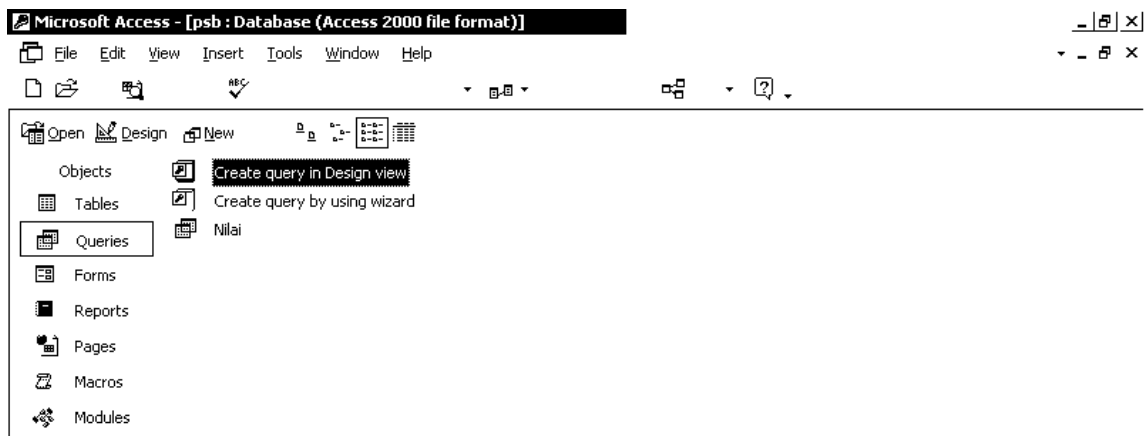 Microsoft Access - [psb : Database (Access 2000 file format)]
File Edit View Insert Tools Window Help
ABC
Open Design New
Objects
Create query in Design view
Tables
Create query by using wizard
Queries
Nilai
Forms
Reports
Pages
Macros
Modules